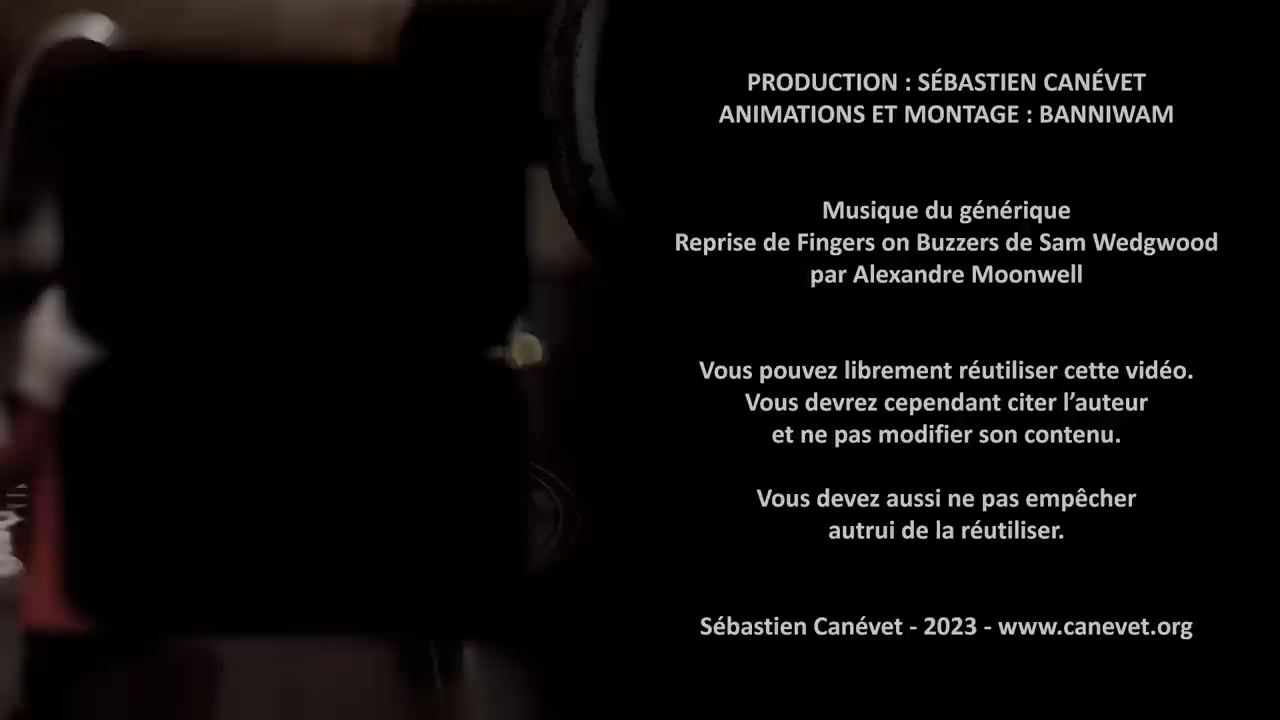 PRODUCTION : SÉBASTIEN CANÉVET
ANIMATIONS ET MONTAGE : BANNIWAM
Musique du générique
Reprise de Fingers on Buzzers de Sam Wedgwood
par Alexandre Moonwell
Vous pouvez librement réutiliser cette vidéo.
Vous devrez cependant citer l’auteur
et ne pas modifier son contenu.
Vous devez aussi ne pas empêcher
autrui de la réutiliser.
Sébastien Canévet - 2023 - www.canevet.org